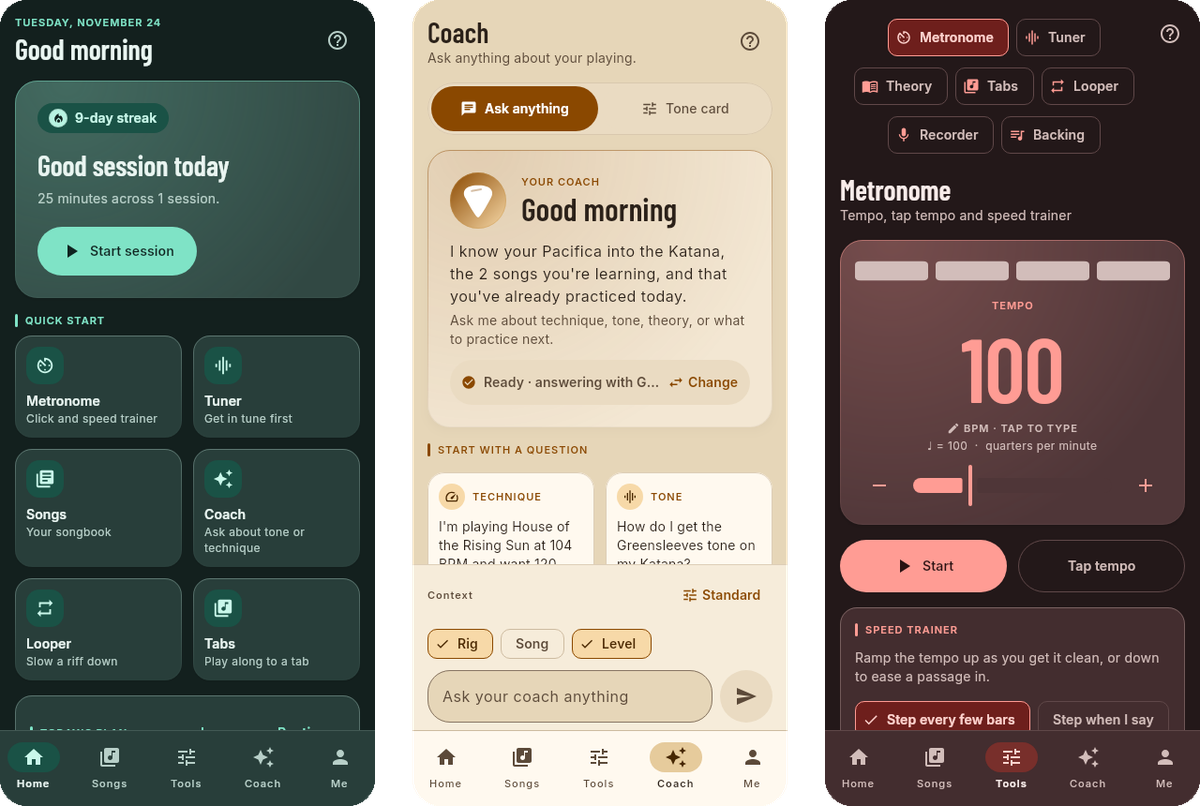 TUESDAY, NOVEMBER 24
Good morning
9-day streak
Good session today
25 minutes across 1 session.
Start session
QUICK START
Metronome
Click and speed trainer
Tuner
Get in tune first
Songs
Your songbook
Coach
Ask about tone or
technique
Looper
Slow a riff down
Tabs
Play along to a tab
Home
Songs
Tools
Coach
Me
Coach
Ask anything about your playing.
Ask anything
Tone card
YOUR COACH
Good morning
I know your Pacifica into the Katana,
the 2 songs you're learning, and that
you've already practiced today.
Ask me about technique, tone, theory, or what
to practice next.
Ready · answering with G...
Change
START WITH A QUESTION
TECHNIQUE
I'm playing House of
the Rising Sun at 104
BPM and want 120
TONE
How do I get the
Greensleeves tone on
my Katana?
Context
Standard
Rig
Song
Level
Ask your coach anything
Home
Songs
Tools
Coach
Me
Metronome
Tuner
Theory
Tabs
Looper
Recorder
Backing
Metronome
Tempo, tap tempo and speed trainer
TEMPO
100
BPM · TAP TO TYPE
♩ = 100 · quarters per minute
Start
Tap tempo
SPEED TRAINER
Ramp the tempo up as you get it clean, or down
to ease a passage in.
Step every few bars
Step when I say
Home
Songs
Tools
Coach
Me